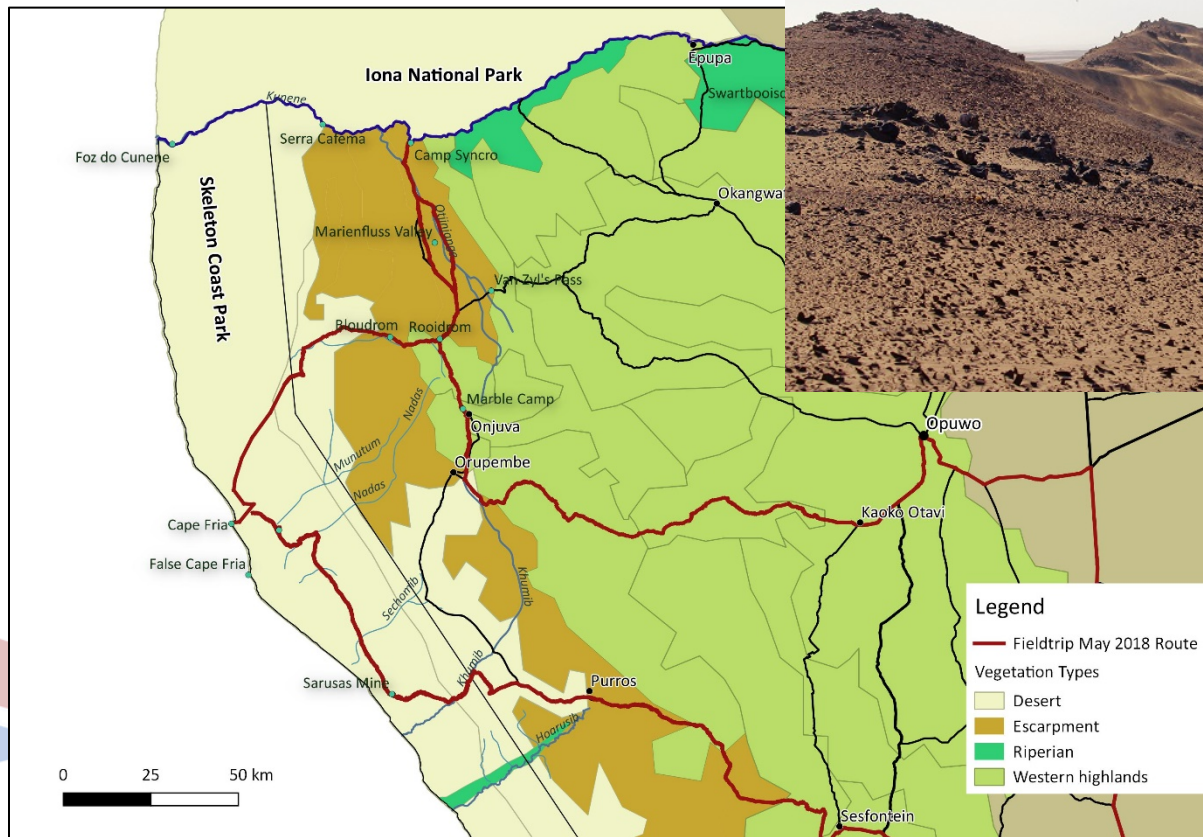 Iona National Park
Epupa
Kunene
Serra Cafema
Camp Syncro
Foz do Cunene
Skeleton Coast Park
Okangwat
Marienfluss Valley
Van Zyl's Pass
Bloudrom
Rooidrom
Nadas
Marble Camp
Onjuva
Opuwo
Munutum
Nadas
Orupembe
Cape Fria
Kaoko Otavi
False Cape Fria
Khumib
Sechomib
Sarusas Mine
Khumib
Purros
Hoarusib
Sesfontein
0 25 50 km
Legend
Fieldtrip May 2018 Route
Vegetation Types
Desert
Escarpment
Riperian
Western highlands